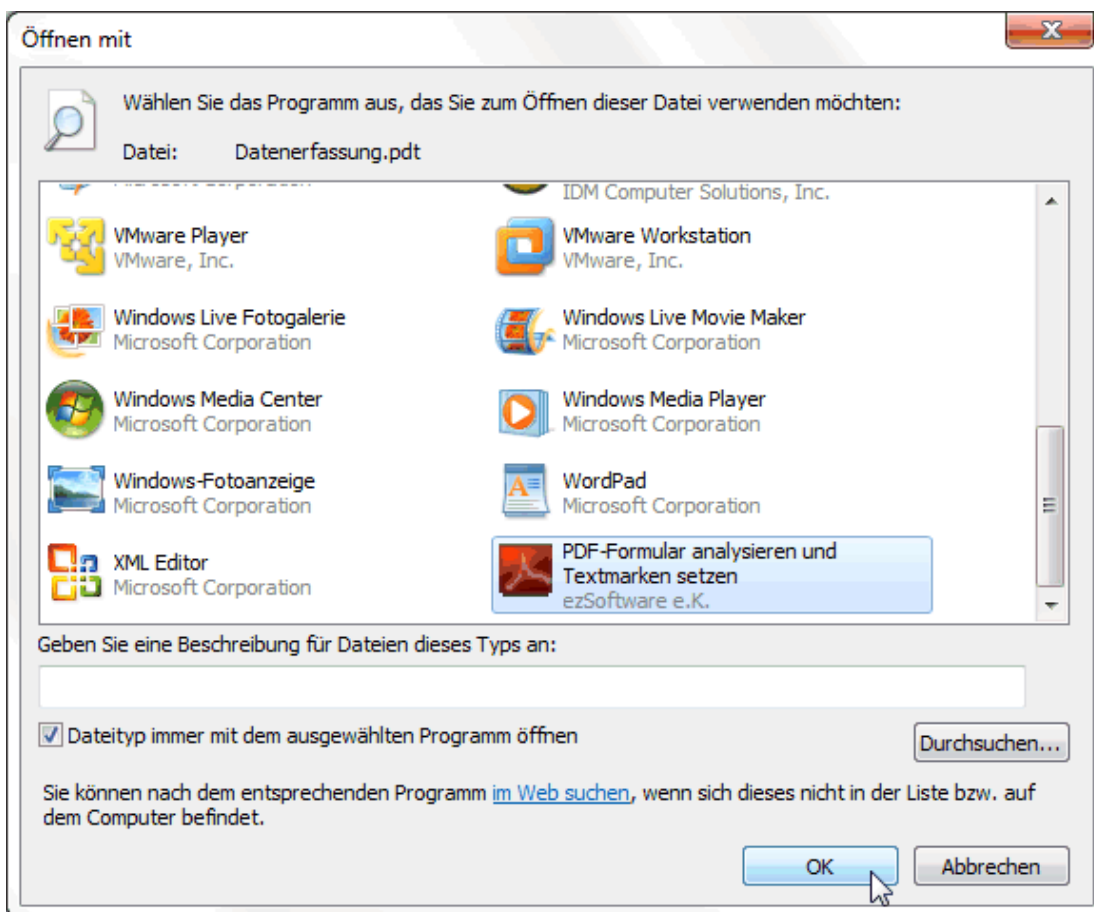 Öffnen mit
Wählen Sie das Programm aus, das Sie zum Öffnen dieser Datei verwenden möchten:
Datei: Datenerfassung.pdt
Microsoft Corporation
IDM Computer Solutions, Inc.
VMware Player
VMware, Inc.
VMware Workstation
VMware, Inc.
Windows Live Fotogalerie
Microsoft Corporation
Windows Live Movie Maker
Microsoft Corporation
Windows Media Center
Microsoft Corporation
Windows Media Player
Microsoft Corporation
Windows-Fotoanzeige
Microsoft Corporation
WordPad
Microsoft Corporation
XML Editor
Microsoft Corporation
PDF-Formular analysieren und
Textmarken setzen
ezSoftware e.K.
Geben Sie eine Beschreibung für Dateien dieses Typs an:
Dateityp immer mit dem ausgewählten Programm öffnen
Durchsuchen...
Sie können nach dem entsprechenden Programm im Web suchen, wenn sich dieses nicht in der Liste bzw. auf
dem Computer befindet.
OK
Abbrechen